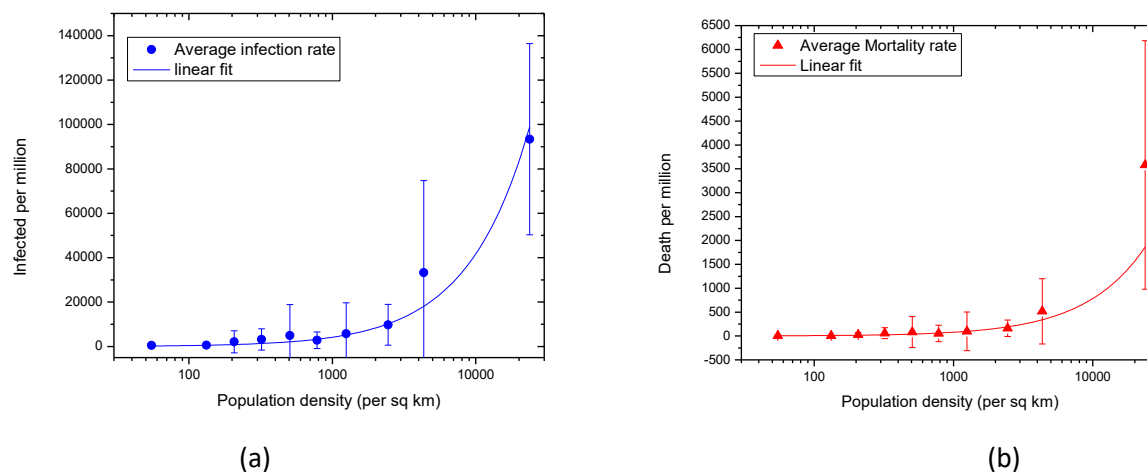 140000
120000
100000
80000
60000
40000
20000
0
Infected per million
Average infection rate
linear fit
100
1000
10000
Population density (per sq km)
(a)
6500
6000
5500
5000
4500
4000
3500
3000
2500
2000
1500
1000
500
0
-500
Death per million
Average Mortality rate
Linear fit
100
1000
10000
Population density (per sq km)
(b)